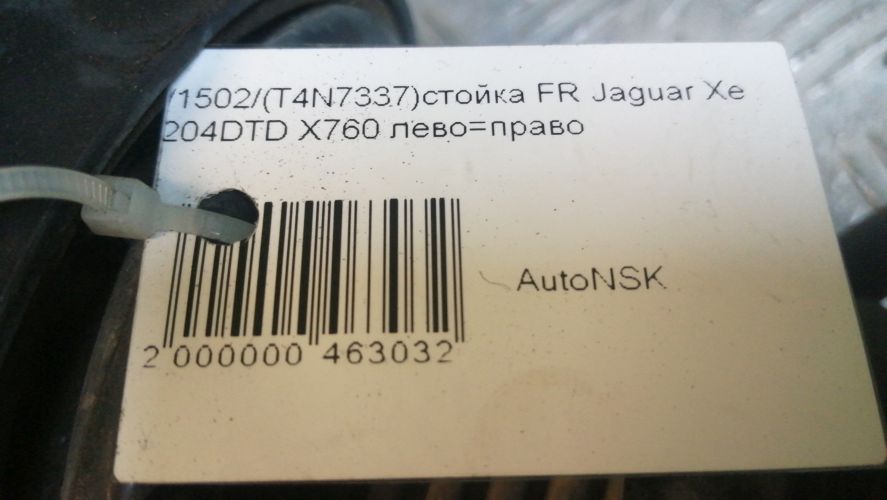 /1502/(T4N7337)стойка FR Jaguar Xe
204DTD X760 лево=право
AutoNSK
2 000000 463032